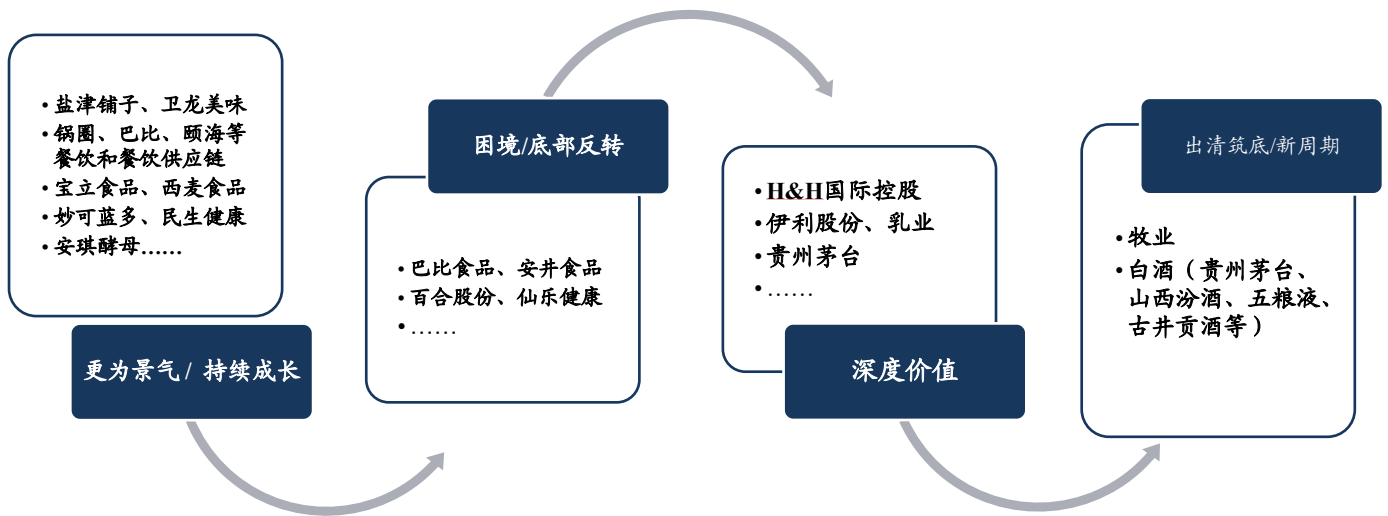 • 盐津铺子、卫龙美味
• 锅圈、巴比、颐海等
餐饮和餐饮供应链
• 宝立食品、西麦食品
• 妙可蓝多、民生健康
• 安琪酵母……
更为景气 / 持续成长
困境/底部反转
• 巴比食品、安井食品
• 百合股份、仙乐健康
• ……
• H&H国际控股
• 伊利股份、乳业
• 贵州茅台
• ……
深度价值
出清筑底/新周期
• 牧业
• 白酒（贵州茅台、
山西汾酒、五粮液、
古井贡酒等）